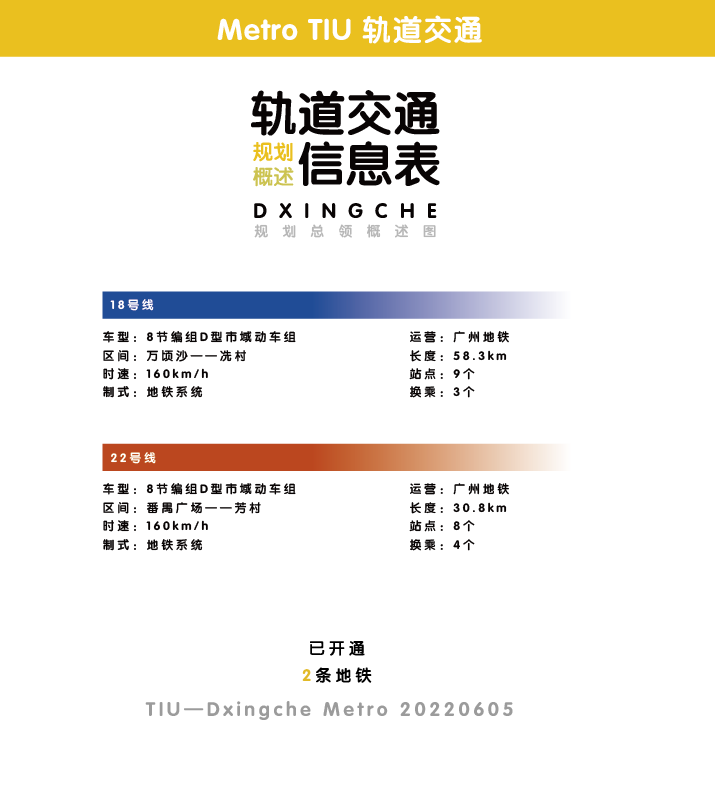 Metro TIU 轨道交通
轨道交通
规划
概述
信息表
DXINGCHE
规划总领概述图
18号线
车型：8节编组D型市域动车组
运营：广州地铁
区间：万顷沙——冼村
长度：58.3km
时速：160km/h
站点：9个
制式：地铁系统
换乘：3个
22号线
车型：8节编组D型市域动车组
运营：广州地铁
区间：番禺广场——芳村
长度：30.8km
时速：160km/h
站点：8个
制式：地铁系统
换乘：4个
已开通
2条地铁
TIU—Dxingche Metro 20220605